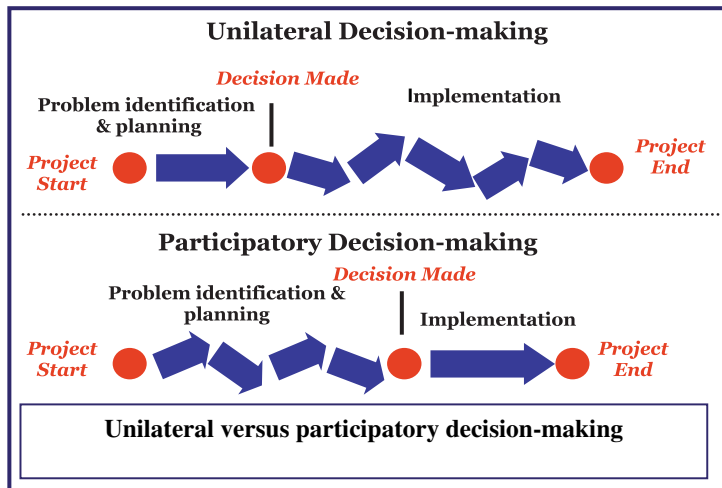 Unilateral Decision-making
Decision Made
Problem identification
& planning
Implementation
Project
Start
Project
End
Participatory Decision-making
Decision Made
Problem identification &
planning
Implementation
Project
Start
Project
End
Unilateral versus participatory decision-making